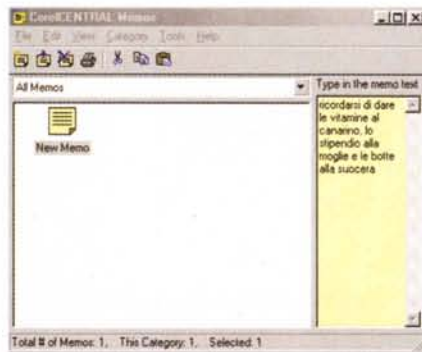 CorelCENTRAL Memos
File Edit View Category Tools Help
All Memos
New Memo
Type in the memo text
ricordarsi di dare
le vitamine al
canarino, lo
stipendio alla
moglie e le botte
alla suocera
Total # of Memos: 1, This Category: 1, Selected: 1